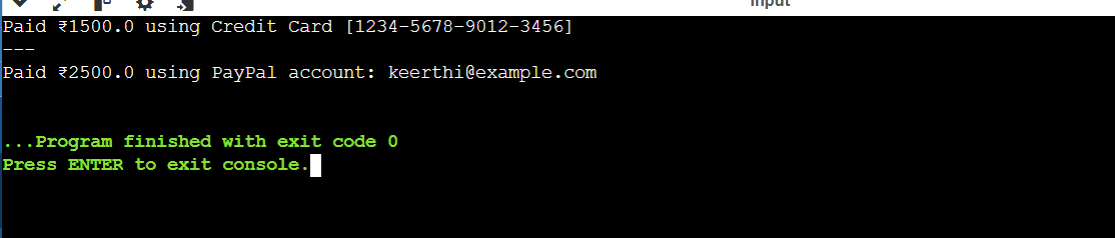 input
Paid ₹1500.0 using Credit Card [1234-5678-9012-3456]
---
Paid ₹2500.0 using PayPal account: keerthi@example.com
...Program finished with exit code 0
Press ENTER to exit console.